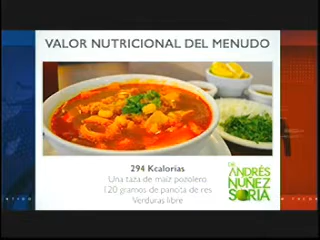 VALOR NUTRICIONAL DEL MENUDO
294 Kcalorías
Una taza de maíz pozolero
120 gramos de pancita de res
Verduras libre
DR. ANDRÉS
NÚÑEZ
SORIA